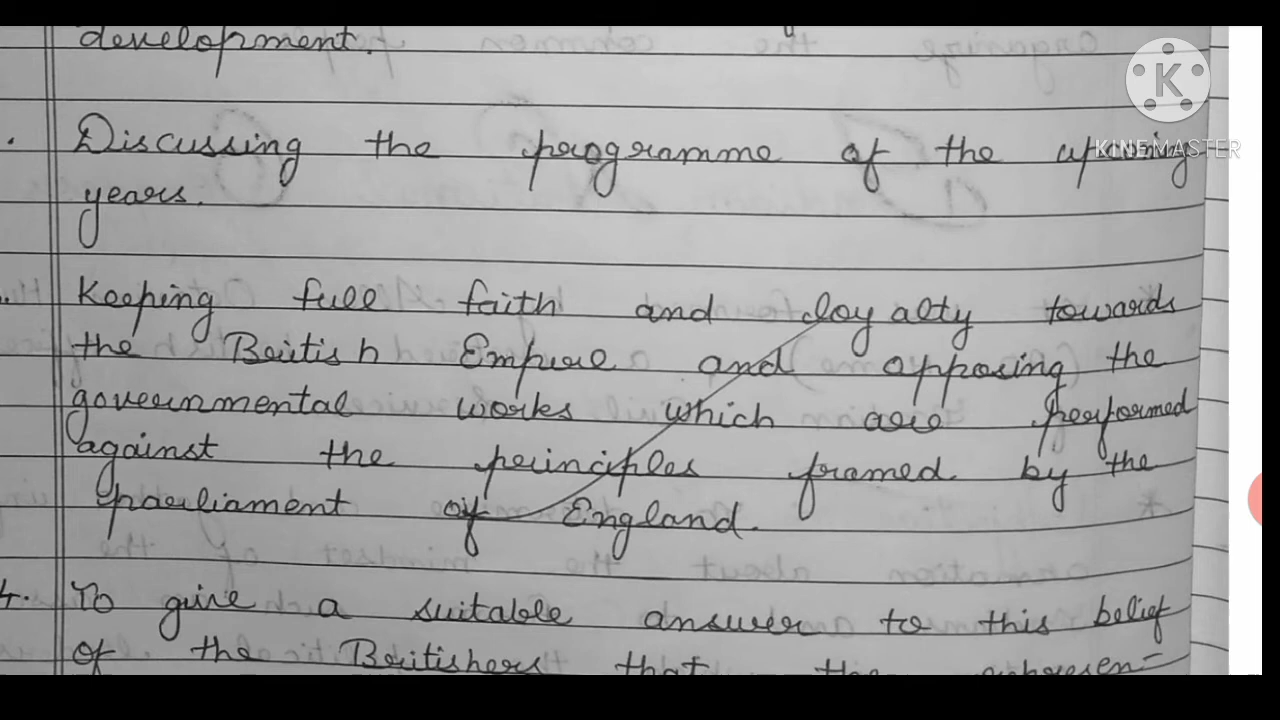 development.
. Discussing the programme of the upcoming
years.
Keeping full faith and loyalty towards
the British Empire and opposing the
governmental works which are performed
against the principles framed by the
parliament of England.
4. To give a suitable answer to this belief
of the Britishers that the
K
KINEMASTER